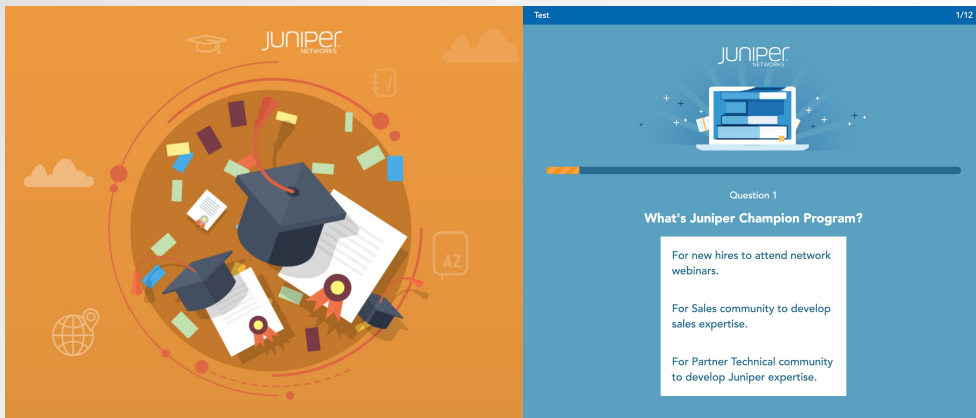 JUNIPER
NETWORKS
AZ
Test
1/12
JUNIPER
NETWORKS
Question 1
What's Juniper Champion Program?
For new hires to attend network
webinars.
For Sales community to develop
sales expertise.
For Partner Technical community
to develop Juniper expertise.